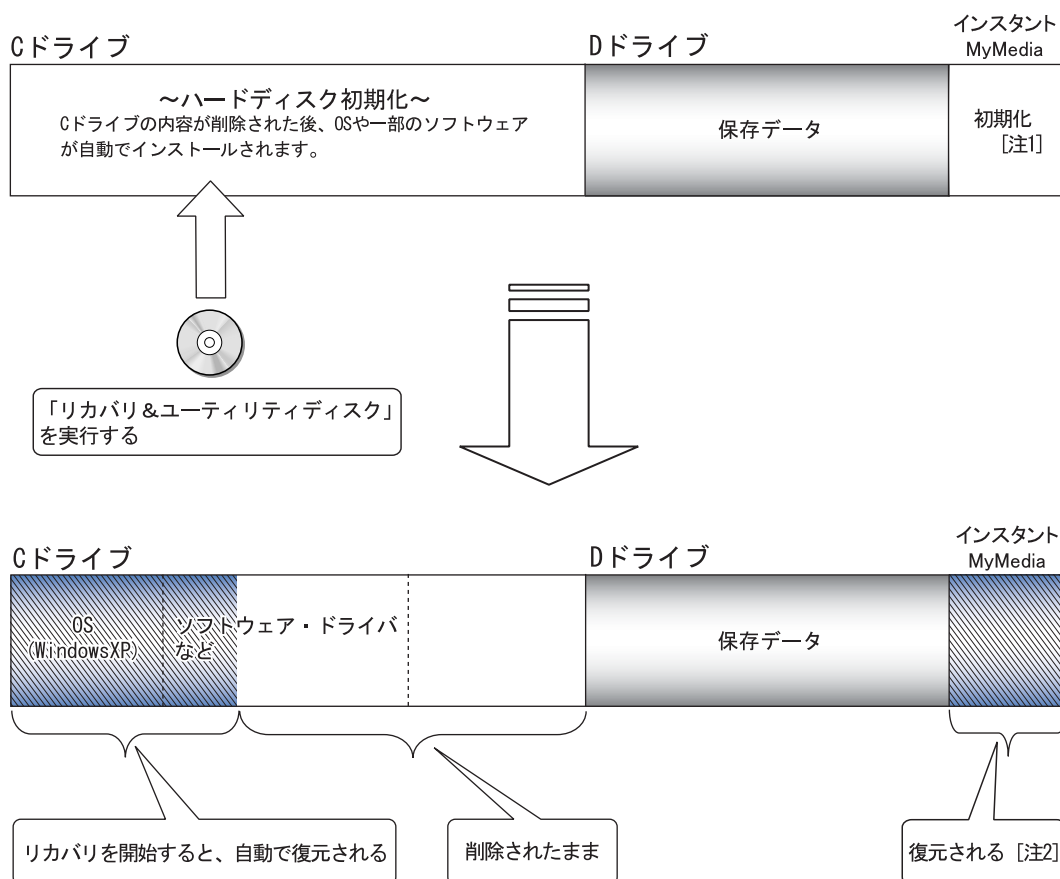 Cドライブ
Dドライブ
インスタント
MyMedia
～ハードディスク初期化～
Cドライブの内容が削除された後、OSや一部のソフトウェア
が自動でインストールされます。
保存データ
初期化
[注1]
「リカバリ＆ユーティリティディスク」
を実行する
Cドライブ
Dドライブ
インスタント
MyMedia
OS
(WindowsXP)
ソフトウェア・ドライバ
など
保存データ
リカバリを開始すると、自動で復元される
削除されたまま
復元される [注2]